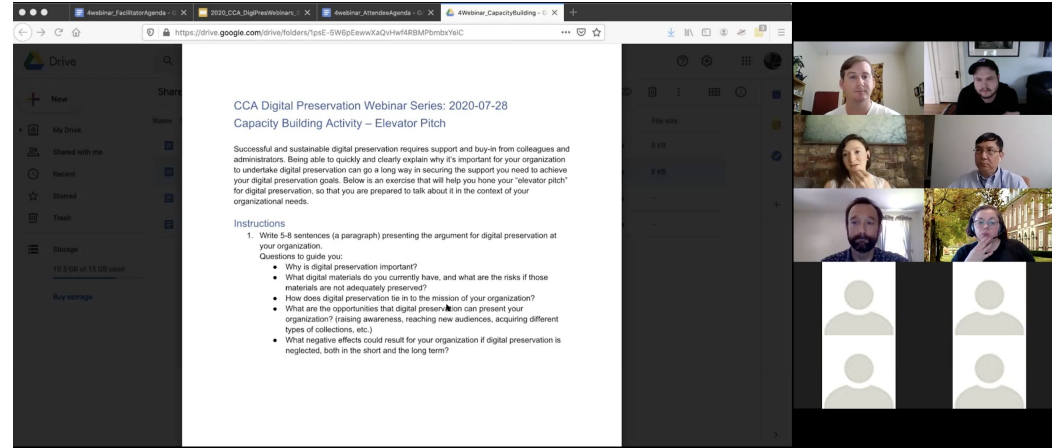 4webinar_FacilitatorAgenda - G
2020_CCA_DigiPresWebinars_S
4webinar_AttendeeAgenda - G
4Webinar_CapacityBuilding - G
https://drive.google.com/drive/folders/1psE-5W6pEewwXaQvHwf4RBMPbmbxYeiC
Drive
New
My Drive
Shared with me
Recent
Starred
Trash
Storage
Buy storage
Share
Name
File size
6 KB
CCA Digital Preservation Webinar Series: 2020-07-28
Capacity Building Activity – Elevator Pitch
Successful and sustainable digital preservation requires support and buy-in from colleagues and
administrators. Being able to quickly and clearly explain why it's important for your organization
to undertake digital preservation can go a long way in securing the support you need to achieve
your digital preservation goals. Below is an exercise that will help you hone your "elevator pitch"
for digital preservation, so that you are prepared to talk about it in the context of your
organizational needs.
Instructions
1. Write 5-8 sentences (a paragraph) presenting the argument for digital preservation at
your organization.
Questions to guide you:
● Why is digital preservation important?
● What digital materials do you currently have, and what are the risks if those
materials are not adequately preserved?
● How does digital preservation tie in to the mission of your organization?
● What are the opportunities that digital preservation can present your
organization? (raising awareness, reaching new audiences, acquiring different
types of collections, etc.)
● What negative effects could result for your organization if digital preservation is
neglected, both in the short and the long term?